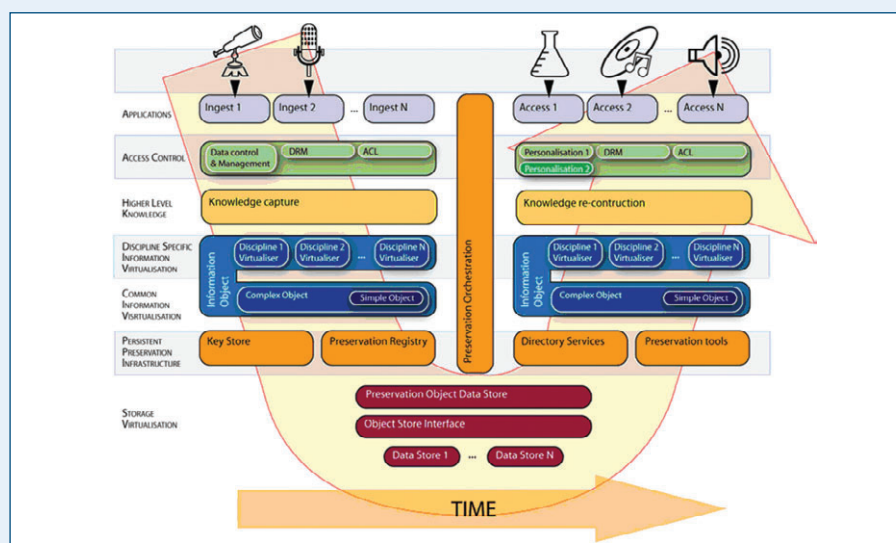 Ingest 1
Ingest 2
...
Ingest N
Access 1
Access 2
...
Access N
APPLICATIONS
ACCESS CONTROL
Data control
& Management
DRM
ACL
Personalisation 1
Personalisation 2
DRM
ACL
HIGHER LEVEL
KNOWLEDGE
Knowledge capture
Knowledge re-contruction
Preservation Orchestration
DISCIPLINE SPECIFIC
INFORMATION
VIRTUALISATION
Information
Object
Discipline 1
Virtualiser
Discipline 2
Virtualiser
...
Discipline N
Virtualiser
Information
Object
Discipline 1
Virtualiser
Discipline 2
Virtualiser
...
Discipline N
Virtualiser
COMMON
INFORMATION
VISRTUALISATION
Complex Object
Simple Object
Complex Object
Simple Object
PERSISTENT
PRESERVATION
INFRASTRUCTURE
Key Store
Preservation Registry
Directory Services
Preservation tools
STORAGE
VIRTUALISATION
Preservation Object Data Store
Object Store Interface
Data Store 1
...
Data Store N
TIME